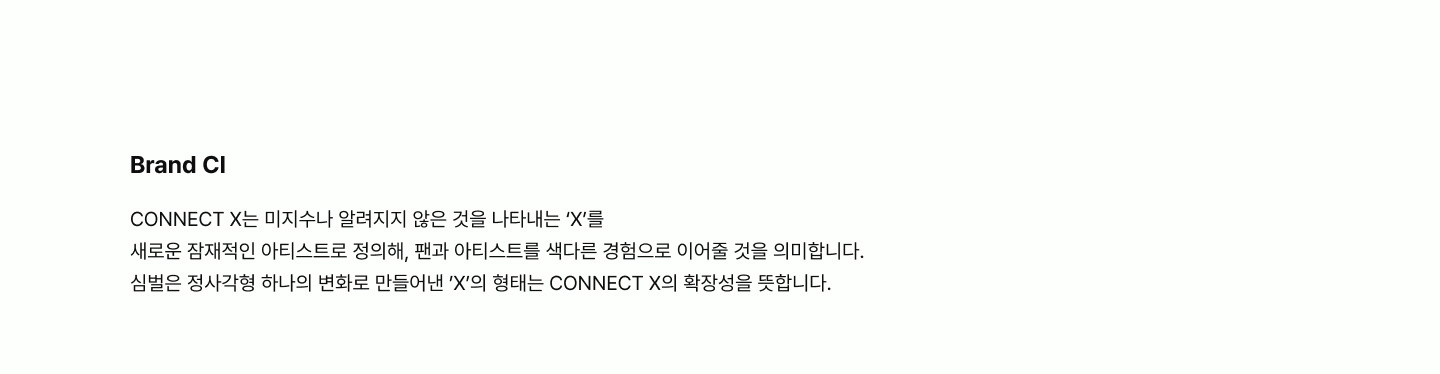 Brand CI
CONNECT X는 미지수나 알려지지 않은 것을 나타내는 ‘X’를
새로운 잠재적인 아티스트로 정의해, 팬과 아티스트를 색다른 경험으로 이어줄 것을 의미합니다.
심벌은 정사각형 하나의 변화로 만들어낸 ’X’의 형태는 CONNECT X의 확장성을 뜻합니다.